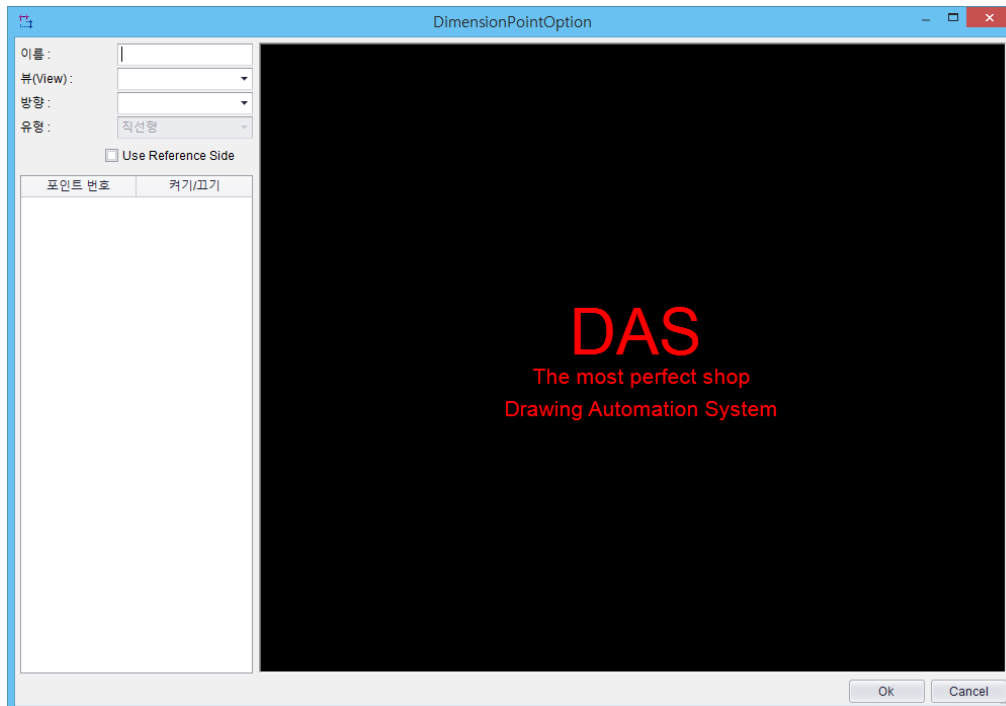 DimensionPointOption
이름 :
뷰(View) :
방향 :
유형 : 직선형
Use Reference Side
포인트 번호 켜기/끄기
DAS
The most perfect shop
Drawing Automation System
Ok Cancel